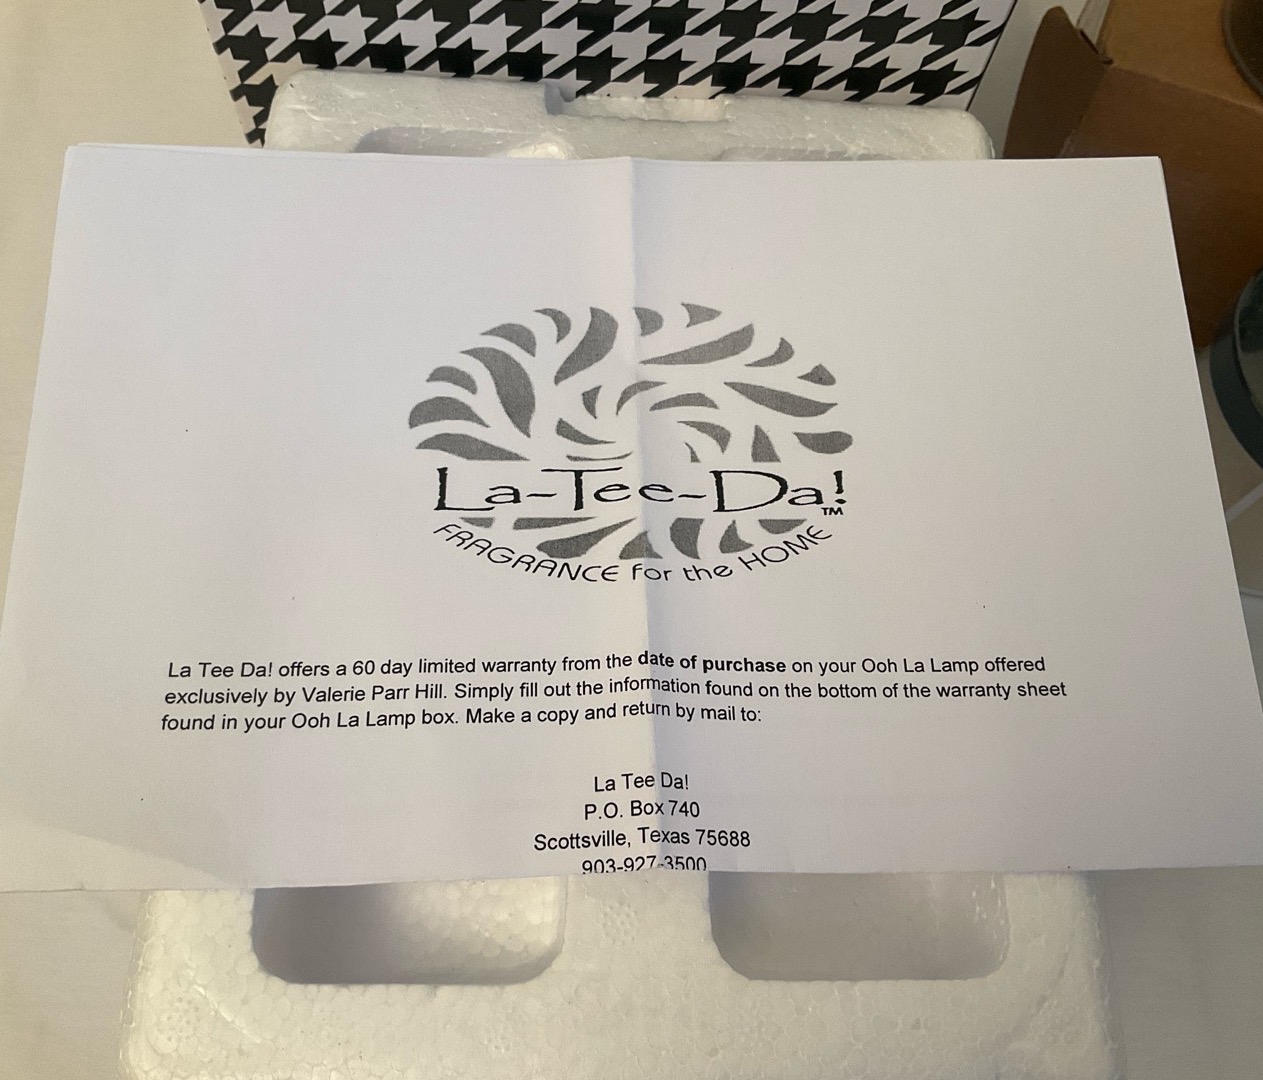 La-Tee-Da!
TM
FRAGRANCE for the HOME
La Tee Da! offers a 60 day limited warranty from the date of purchase on your Ooh La Lamp offered
exclusively by Valerie Parr Hill. Simply fill out the information found on the bottom of the warranty sheet
found in your Ooh La Lamp box. Make a copy and return by mail to:
La Tee Da!
P.O. Box 740
Scottsville, Texas 75688
903-927-3500